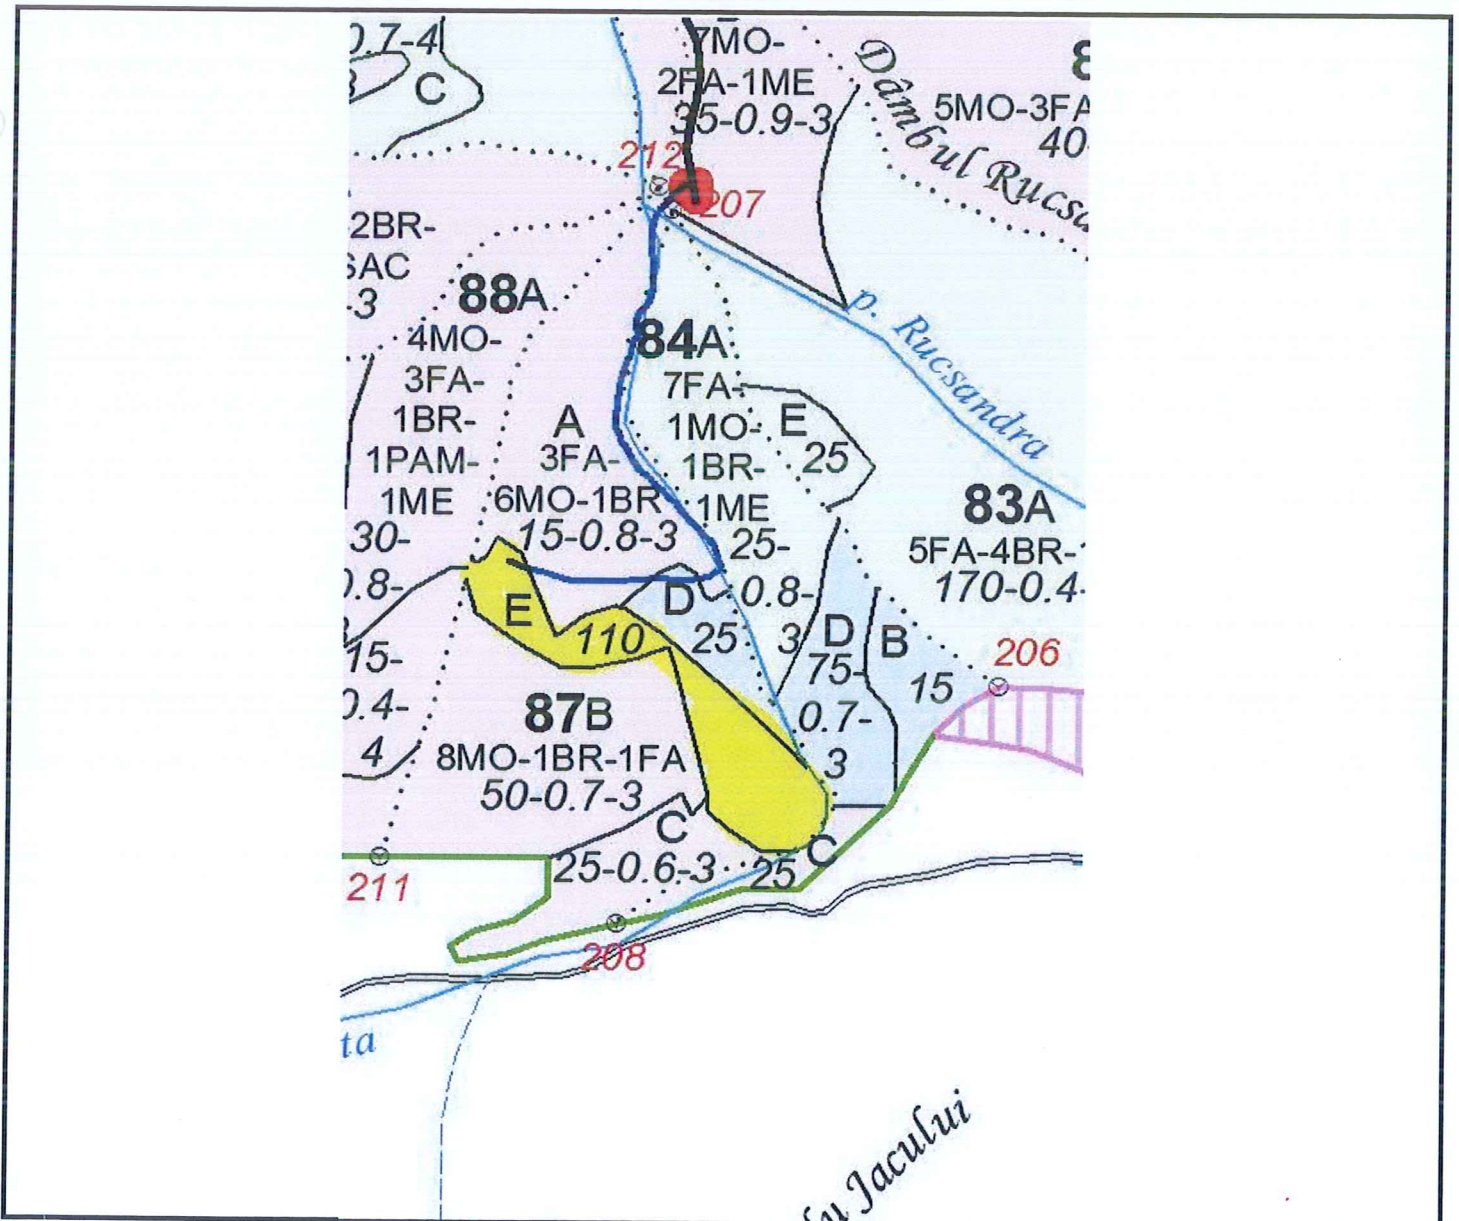 0.7-4
C
7MO-
2FA-1ME
35-0.9-3
Dâmbul
5MO-3FA
40
212
207
2BR-
-3
88A
4MO-
3FA-
1BR-
1PAM-
1ME
30-
0.8-
A
3FA-
6MO-1BR
15-0.8-3
84A
7FA-
1MO-
1BR-
1ME
25-
0.8-
3
E
25
p. Rucsandra
83A
5FA-4BR-
170-0.4-
E
110
D
25
D
75-
0.7-
3
B
15
206
15-
0.4-
4
87B
8MO-1BR-1FA
50-0.7-3
C
25-0.6-3
25
C
211
208
ta
Jacului